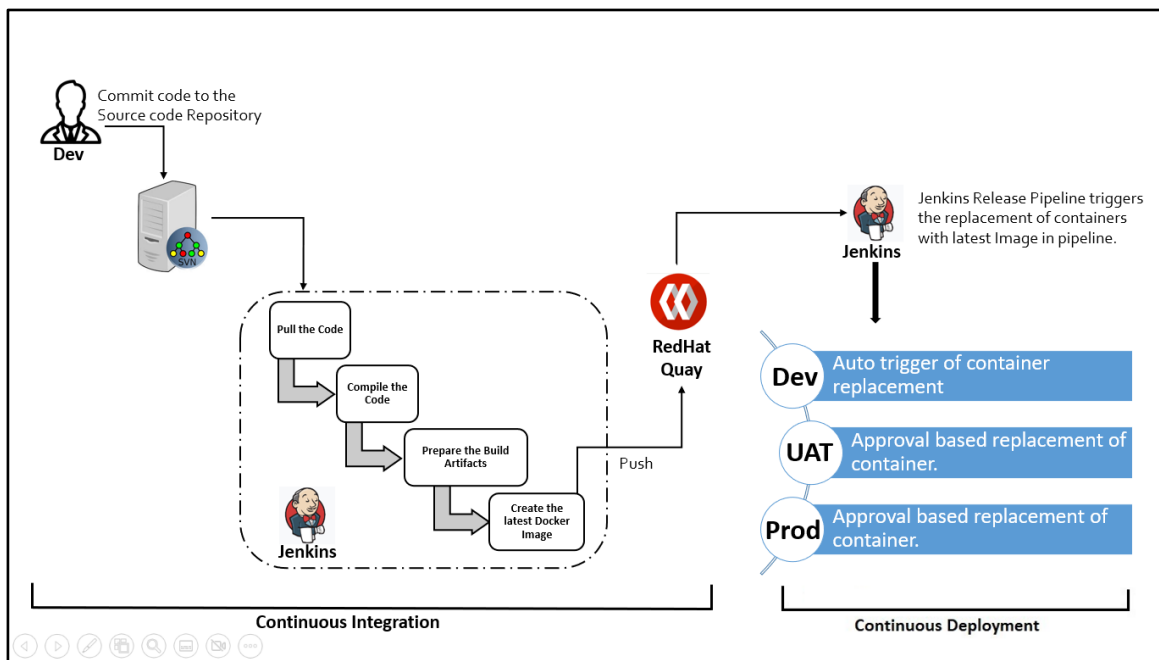 Commit code to the
Source code Repository
Dev
SVN
Pull the Code
Compile the
Code
Prepare the Build
Artifacts
Create the
latest Docker
Image
Jenkins
Push
RedHat
Quay
Jenkins
Jenkins Release Pipeline triggers
the replacement of containers
with latest Image in pipeline.
Dev
Auto trigger of container
replacement
UAT
Approval based replacement of
container.
Prod
Approval based replacement of
container.
Continuous Integration
Continuous Deployment